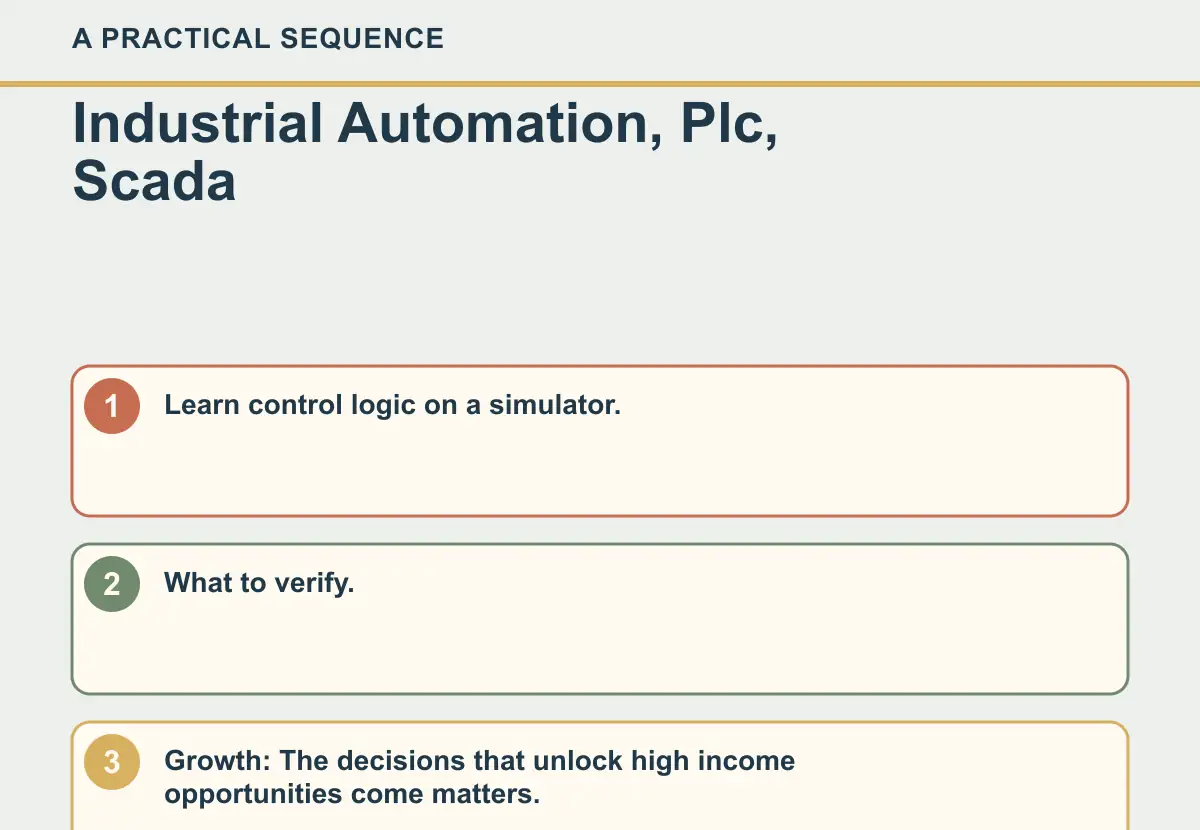 A PRACTICAL SEQUENCE
Industrial Automation, Plc,
Scada
1
Learn control logic on a simulator.
2
What to verify.
3
Growth: The decisions that unlock high income
opportunities come matters.